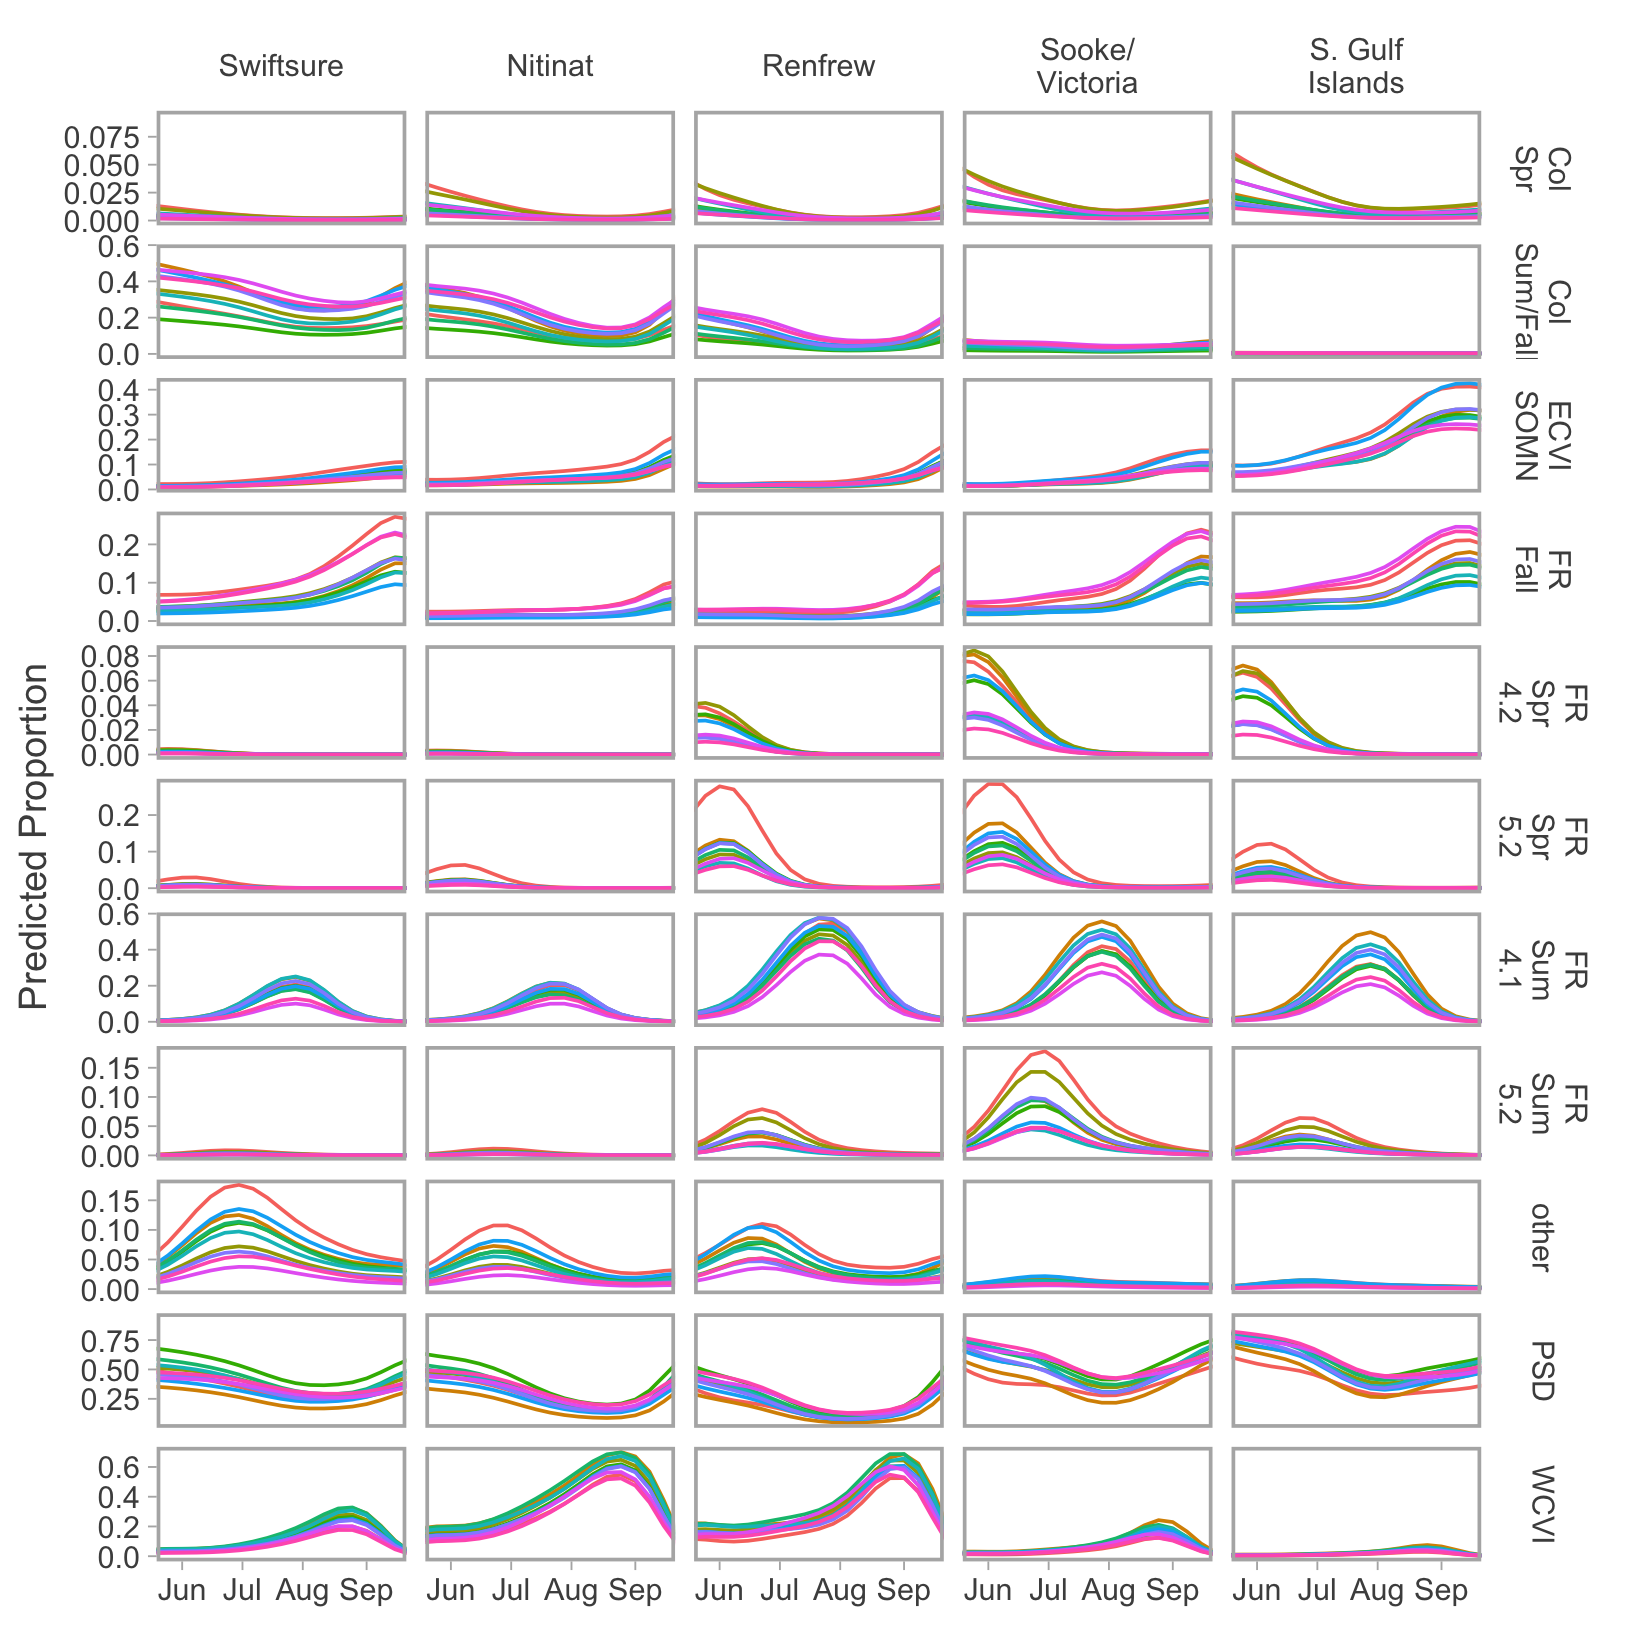 Swiftsure
Nitinat
Renfrew
Sooke/
Victoria
S. Gulf
Islands
0.075
0.050
0.025
0.000
Col
Spr
0.6
0.4
0.2
0.0
Col
Sum/Fall
0.4
0.3
0.2
0.1
0.0
ECVI
SOMN
0.2
0.1
0.0
FR
Fall
0.08
0.06
0.04
0.02
0.00
FR
Spr
4.2
0.2
0.1
0.0
FR
Spr
5.2
0.6
0.4
0.2
0.0
FR
Sum
4.1
0.15
0.10
0.05
0.00
FR
Sum
5.2
0.15
0.10
0.05
0.00
other
0.75
0.50
0.25
PSD
0.6
0.4
0.2
0.0
WCVI
Predicted Proportion
Jun Jul Aug Sep
Jun Jul Aug Sep
Jun Jul Aug Sep
Jun Jul Aug Sep
Jun Jul Aug Sep